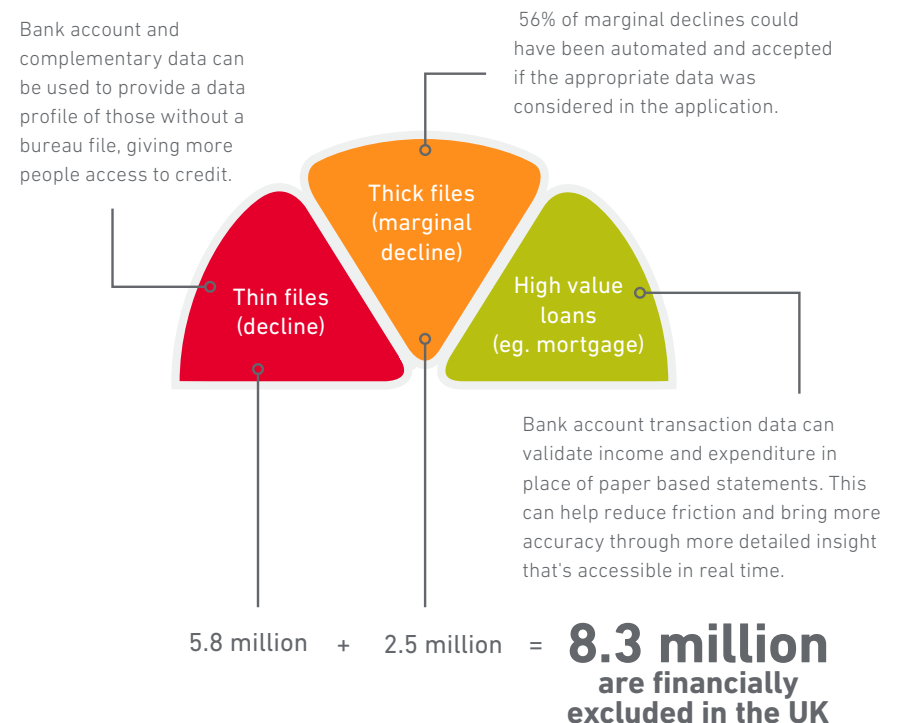 Bank account and
complementary data can
be used to provide a data
profile of those without a
bureau file, giving more
people access to credit.
56% of marginal declines could
have been automated and accepted
if the appropriate data was
considered in the application.
Thick files
(marginal
decline)
Thin files
(decline)
High value
loans
(eg. mortgage)
Bank account transaction data can
validate income and expenditure in
place of paper based statements. This
can help reduce friction and bring more
accuracy through more detailed insight
that's accessible in real time.
5.8 million + 2.5 million = 8.3 million
are financially
excluded in the UK